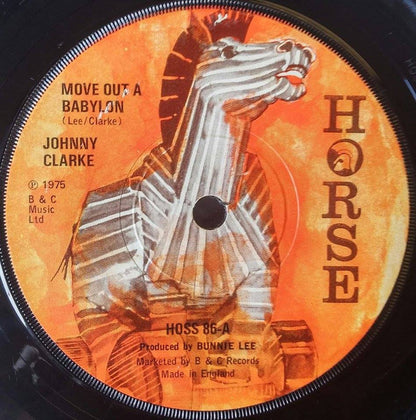 MOVE OUT A
BABYLON
(Lee/Clarke)
JOHNNY
CLARKE
℗ 1975
B & C
Music
Ltd
HORSE
HOSS 86-A
Produced by BUNNIE LEE
Marketed by B & C Records
Made in England